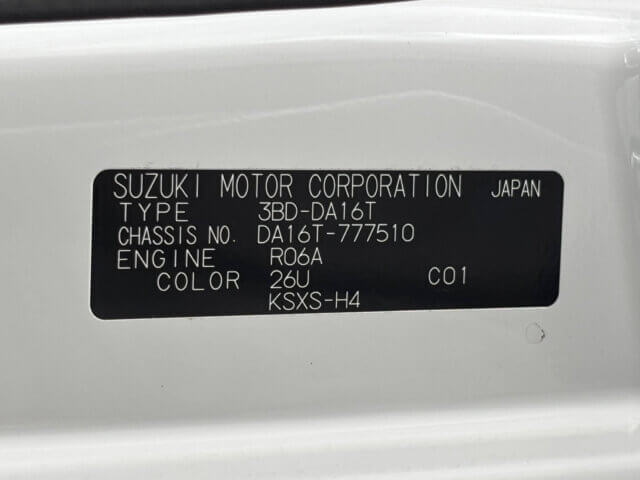 SUZUKI MOTOR CORPORATION JAPAN
TYPE 3BD-DA16T
CHASSIS NO. DA16T-777510
ENGINE R06A
COLOR 26U C01
KSXS-H4